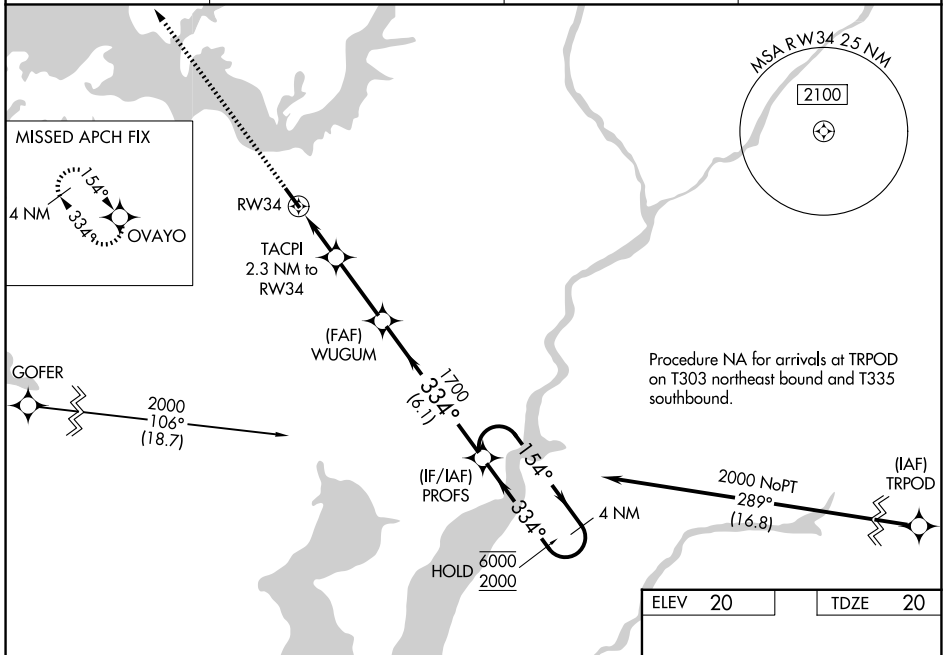 MSA RW34 25 NM
2100
MISSED APCH FIX
154°
4 NM
334°
OVAYO
RW34
TACPI
2.3 NM to
RW34
(FAF)
WUGUM
GOFER
2000
106°
(18.7)
1700
334°
(6.1)
Procedure NA for arrivals at TRPOD
on T303 northeast bound and T335
southbound.
(IF/IAF)
PROFS
154°
334°
4 NM
HOLD
6000
2000
2000 NoPT
289°
(16.8)
(IAF)
TRPOD
ELEV 20
TDZE 20